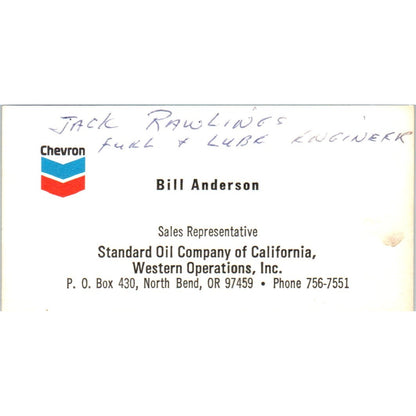 JACK RAWLINGS
FUEL + LUBE ENGINEER
Chevron
Bill Anderson
Sales Representative
Standard Oil Company of California,
Western Operations, Inc.
P. O. Box 430, North Bend, OR 97459 • Phone 756-7551